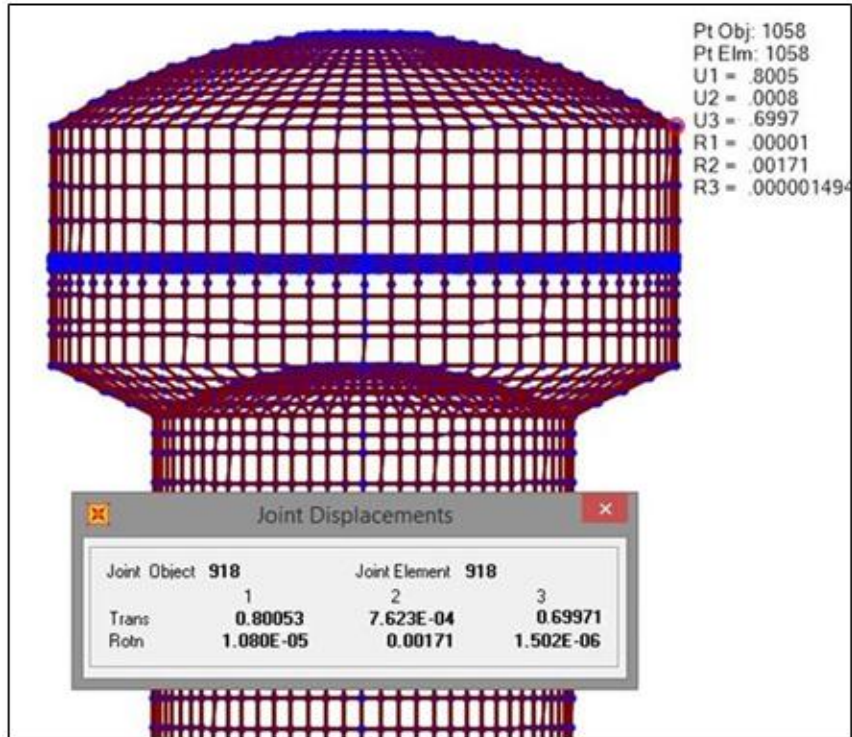 Pt Obj: 1058
Pt Elm: 1058
U1 = .8005
U2 = .0008
U3 = .6997
R1 = .00001
R2 = .00171
R3 = .000001494
Joint Displacements
Joint Object 918 Joint Element 918
1 2 3
Trans 0.80053 7.623E-04 0.69971
Rotn 1.080E-05 0.00171 1.502E-06